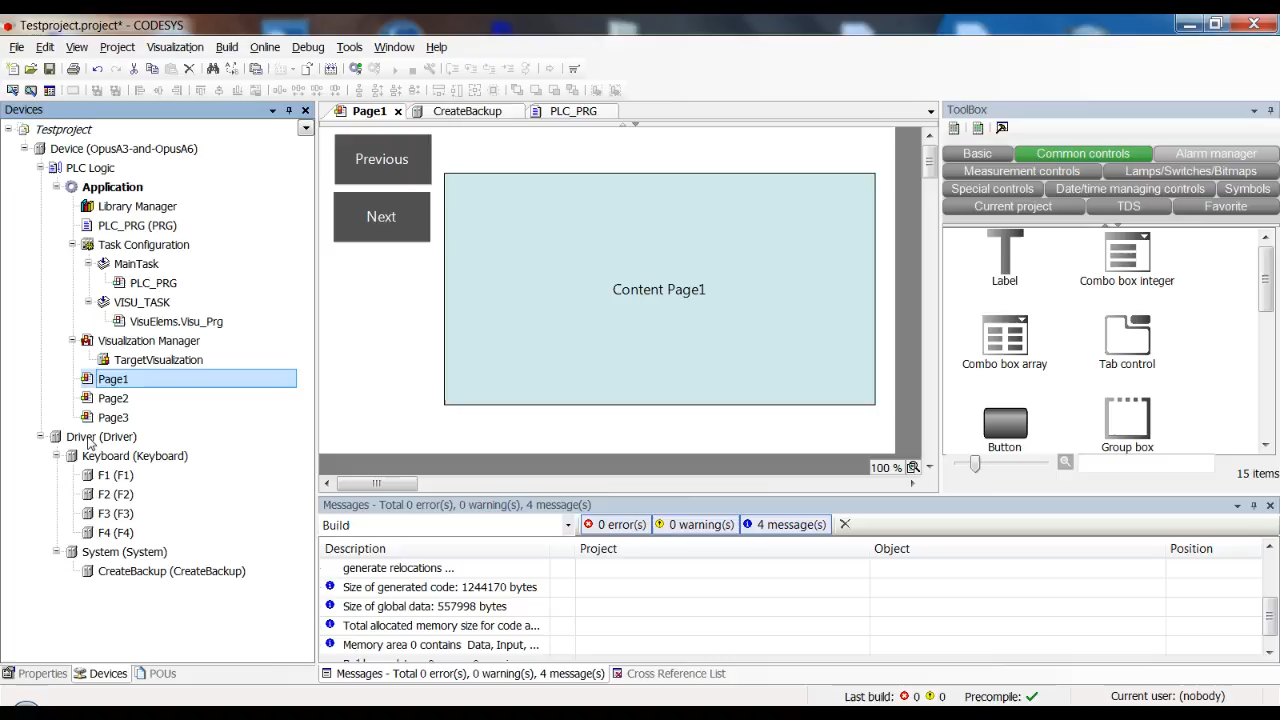 Testproject.project* - CODESYS
File Edit View Project Visualization Build Online Debug Tools Window Help
Devices
Testproject
Device (OpusA3-and-OpusA6)
PLC Logic
Application
Library Manager
PLC_PRG (PRG)
Task Configuration
MainTask
PLC_PRG
VISU_TASK
VisuElems.Visu_Prg
Visualization Manager
TargetVisualization
Page1
Page2
Page3
Driver (Driver)
Keyboard (Keyboard)
F1 (F1)
F2 (F2)
F3 (F3)
F4 (F4)
System (System)
CreateBackup (CreateBackup)
Properties Devices POUs
Page1 CreateBackup PLC_PRG
Previous
Next
Content Page1
100 %
ToolBox
Basic Common controls Alarm manager
Measurement controls Lamps/Switches/Bitmaps
Special controls Date/time managing controls Symbols
Current project TDS Favorite
Label Combo box integer
Combo box array Tab control
Button Group box
15 items
Messages - Total 0 error(s), 0 warning(s), 4 message(s)
Build 0 error(s) 0 warning(s) 4 message(s)
Description Project Object Position
generate relocations ...
Size of generated code: 1244170 bytes
Size of global data: 557998 bytes
Total allocated memory size for code a...
Memory area 0 contains Data, Input, ...
Messages - Total 0 error(s), 0 warning(s), 4 message(s) Cross Reference List
Last build: 0 0 Precompile: Current user: (nobody)